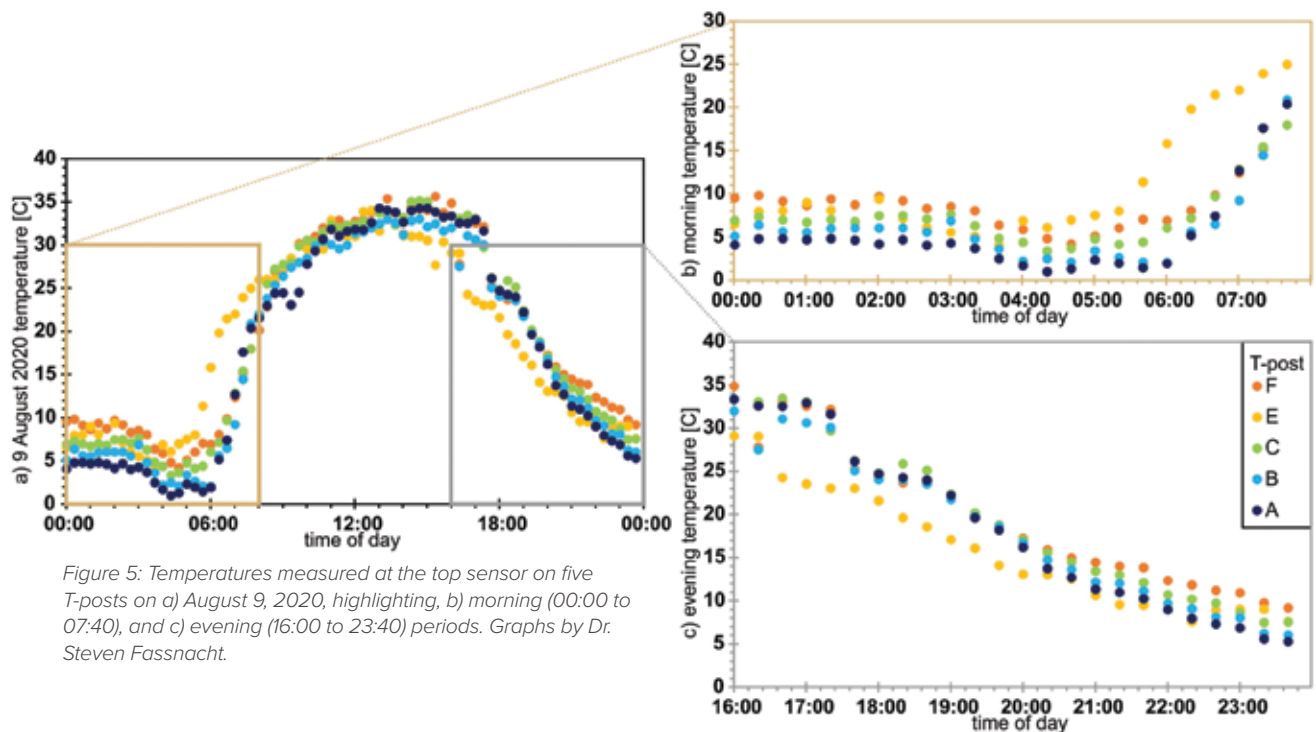 a) 9 August 2020 temperature [C]
40
35
30
25
20
15
10
5
0
00:00 06:00 12:00 18:00 00:00
time of day
Figure 5: Temperatures measured at the top sensor on five
T-posts on a) August 9, 2020, highlighting, b) morning (00:00 to
07:40), and c) evening (16:00 to 23:40) periods. Graphs by Dr.
Steven Fassnacht.
b) morning temperature [C]
30
25
20
15
10
5
0
00:00 01:00 02:00 03:00 04:00 05:00 06:00 07:00
time of day
c) evening temperature [C]
40
35
30
25
20
15
10
5
0
16:00 17:00 18:00 19:00 20:00 21:00 22:00 23:00
time of day
T-post
F
E
C
B
A